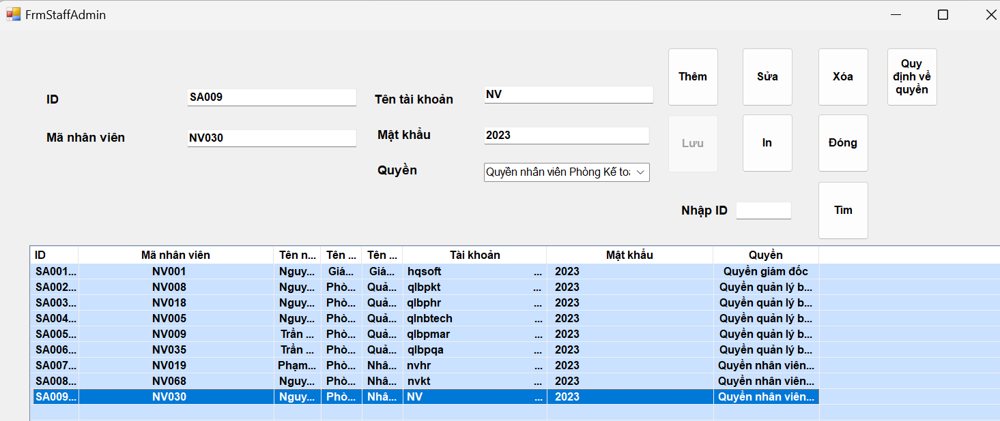 FrmStaffAdmin
ID SA009 Tên tài khoản NV
Mã nhân viên NV030 Mật khẩu 2023
Quyền Quyền nhân viên Phòng Kế toá
Thêm Sửa Xóa Quy định về quyền
Lưu In Đóng
Nhập ID Tìm
ID Mã nhân viên Tên n... Tên ... Tên ... Tài khoản Mật khẩu Quyền
SA001... NV001 Nguy... Giá... Giá... hqsoft ... 2023 Quyền giám đốc
SA002... NV008 Nguy... Phò... Quả... qlbpkt ... 2023 Quyền quản lý b...
SA003... NV018 Nguy... Phò... Quả... qlbphr ... 2023 Quyền quản lý b...
SA004... NV005 Nguy... Phò... Quả... qlnbtech ... 2023 Quyền quản lý b...
SA005... NV009 Trần ... Phò... Quả... qlbpmar ... 2023 Quyền quản lý b...
SA006... NV035 Trần ... Phò... Quả... qlbpqa ... 2023 Quyền quản lý b...
SA007... NV019 Phạm... Phò... Nhâ... nvhr ... 2023 Quyền nhân viên...
SA008... NV068 Nguy... Phò... Nhâ... nvkt ... 2023 Quyền nhân viên...
SA009... NV030 Nguy... Phò... Nhâ... NV ... 2023 Quyền nhân viên...